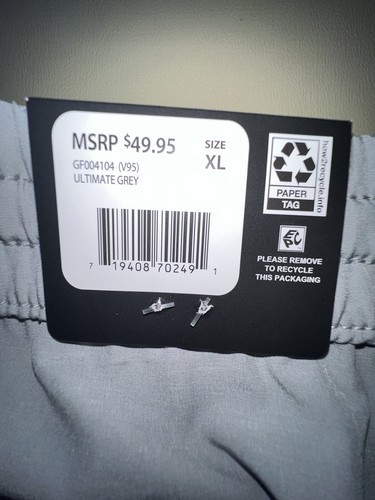 MSRP $49.95
SIZE
XL
GF004104 (V95)
ULTIMATE GREY
7 19408 70249 1
how2recycle.info
PAPER
TAG
PLEASE REMOVE
TO RECYCLE
THIS PACKAGING